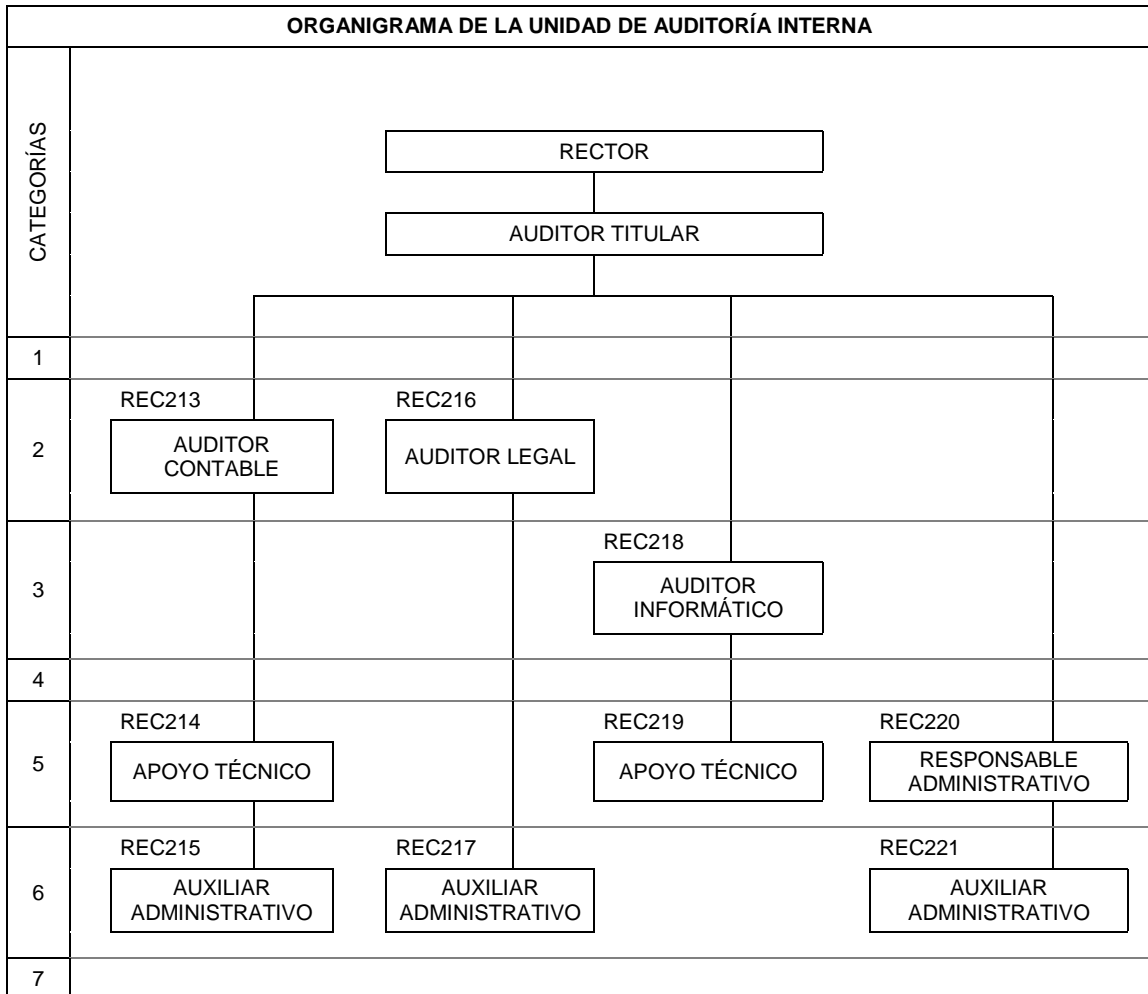 ORGANIGRAMA DE LA UNIDAD DE AUDITORÍA INTERNA
CATEGORÍAS
RECTOR
AUDITOR TITULAR
1
2
REC213
AUDITOR
CONTABLE
REC216
AUDITOR LEGAL
3
REC218
AUDITOR
INFORMÁTICO
4
5
REC214
APOYO TÉCNICO
REC219
APOYO TÉCNICO
REC220
RESPONSABLE
ADMINISTRATIVO
6
REC215
AUXILIAR
ADMINISTRATIVO
REC217
AUXILIAR
ADMINISTRATIVO
REC221
AUXILIAR
ADMINISTRATIVO
7